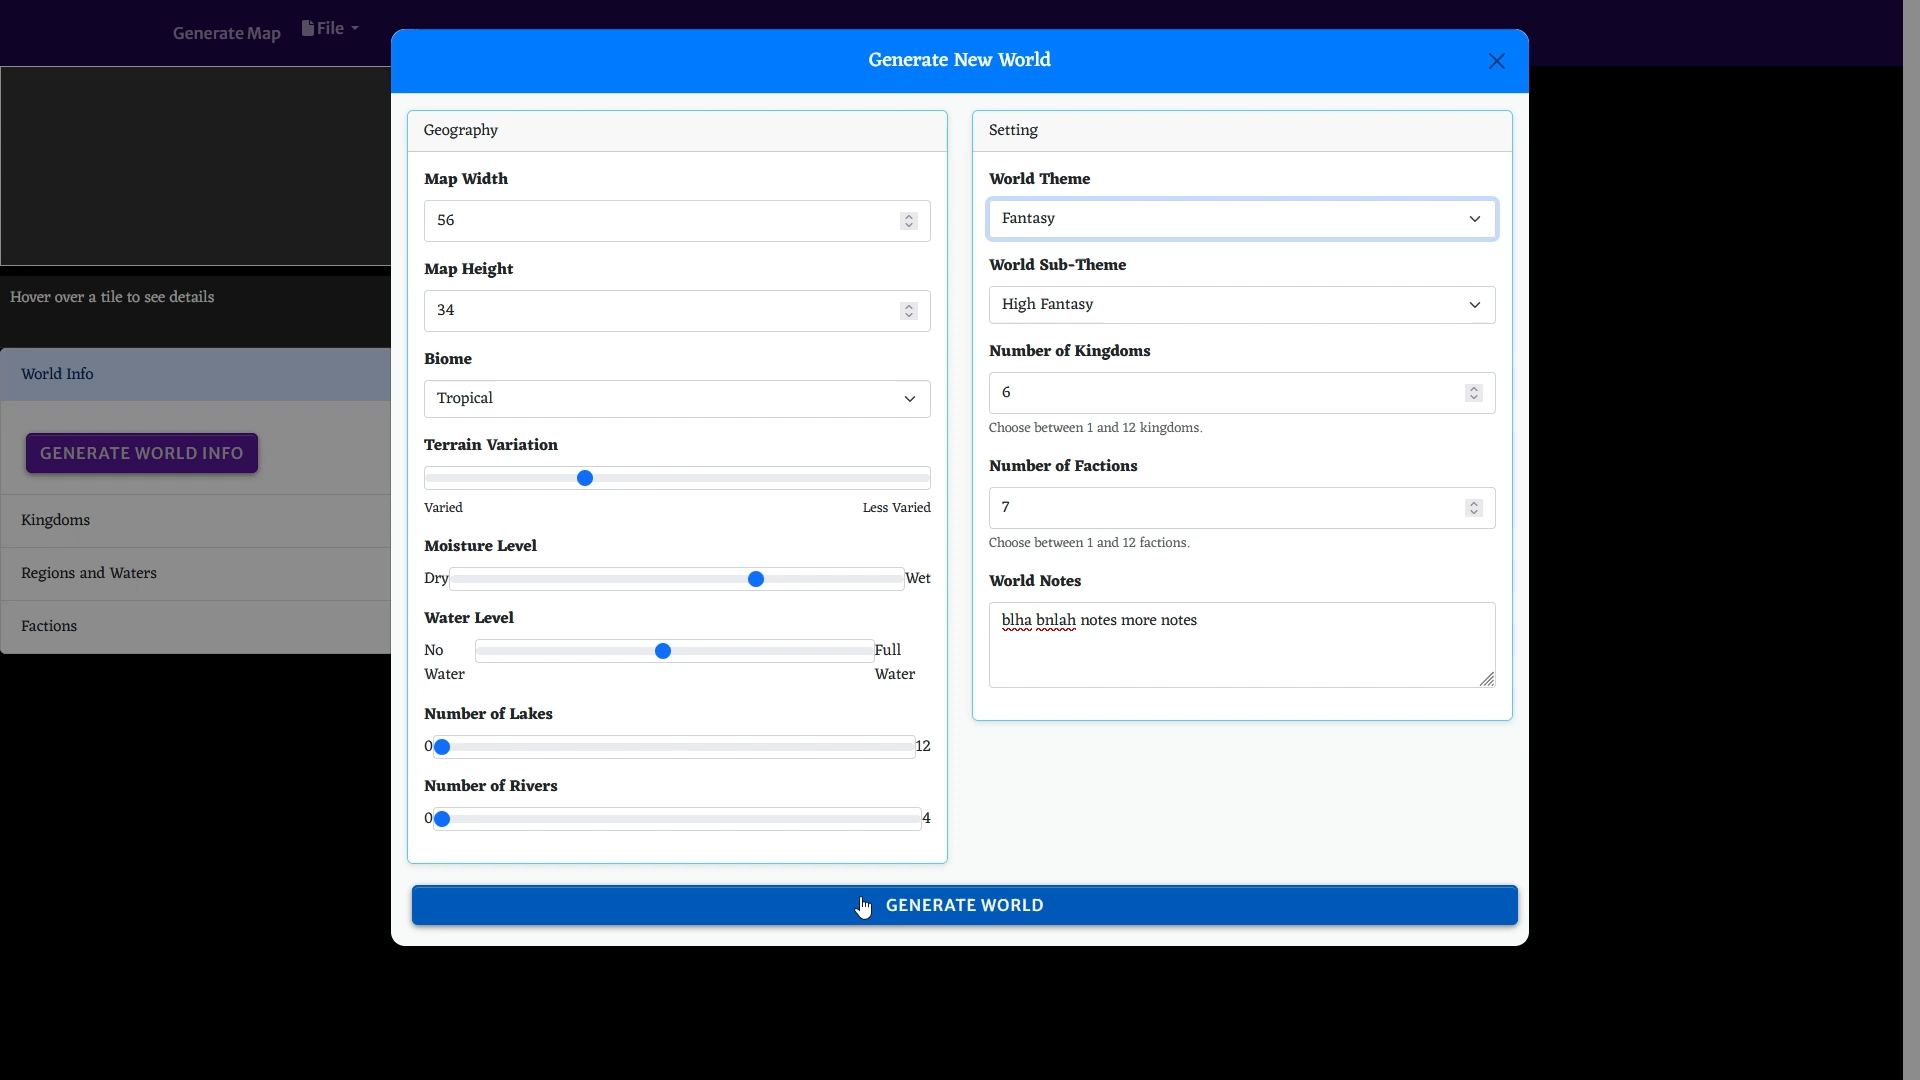 Generate Map
File
Generate New World
Hover over a tile to see details
World Info
GENERATE WORLD INFO
Kingdoms
Regions and Waters
Factions
Geography
Map Width
56
Map Height
34
Biome
Tropical
Terrain Variation
Varied
Less Varied
Moisture Level
Dry
Wet
Water Level
No
Water
Full
Water
Number of Lakes
0
12
Number of Rivers
0
4
Setting
World Theme
Fantasy
World Sub-Theme
High Fantasy
Number of Kingdoms
6
Choose between 1 and 12 kingdoms.
Number of Factions
7
Choose between 1 and 12 factions.
World Notes
blha bnlah notes more notes
GENERATE WORLD